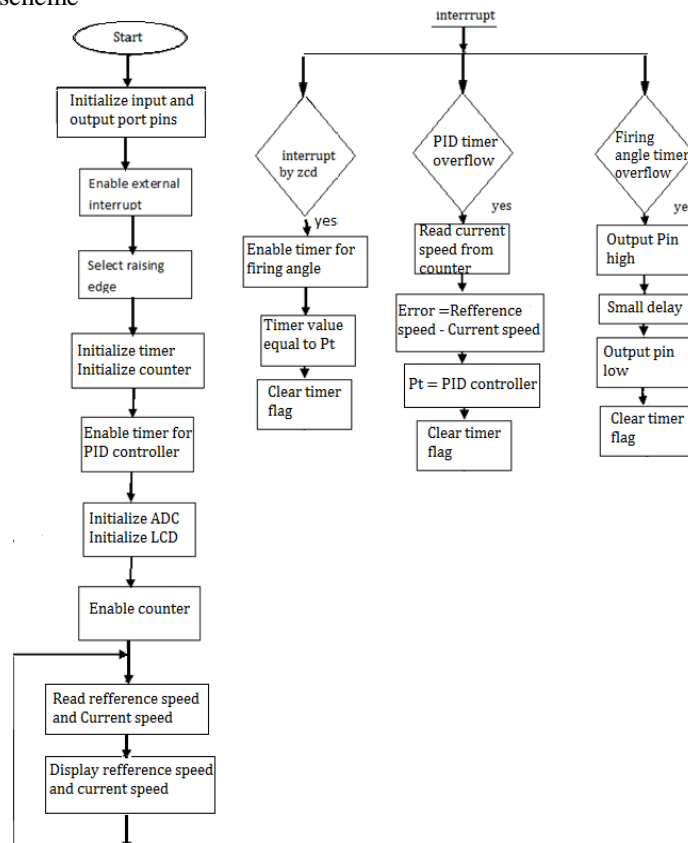 scheme
Start
Initialize input and
output port pins
Enable external
interrupt
Select raising
edge
Initialize timer
Initialize counter
Enable timer for
PID controller
Initialize ADC
Initialize LCD
Enable counter
Read refference speed
and Current speed
Display refference speed
and current speed
interrrupt
interrupt
by zcd
yes
Enable timer for
firing angle
Timer value
equal to Pt
Clear timer
flag
PID timer
overflow
yes
Read current
speed from
counter
Error =Refference
speed - Current speed
Pt = PID controller
Clear timer
flag
Firing
angle timer
overflow
ye
Output Pin
high
Small delay
Output pin
low
Clear timer
flag